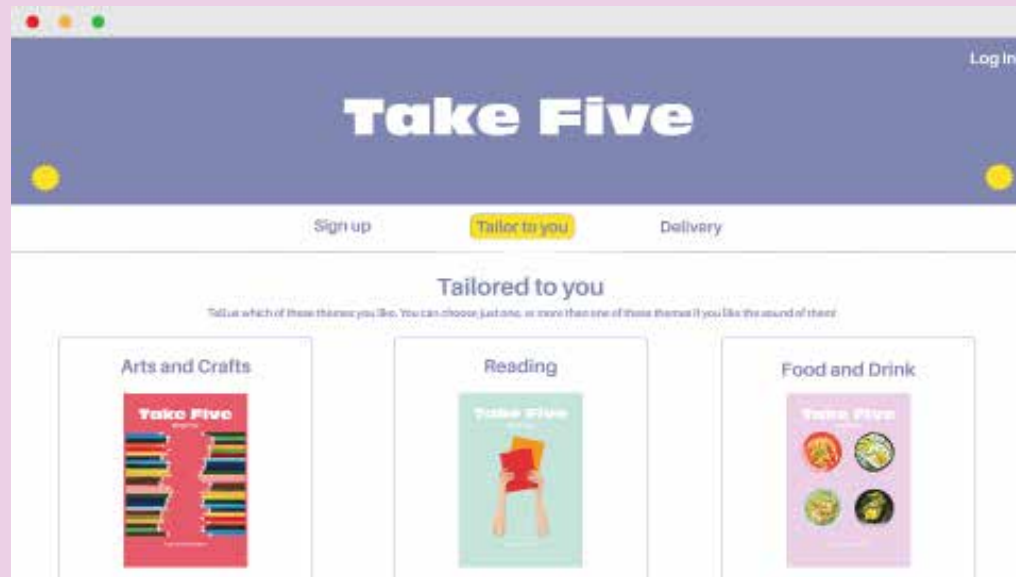 Log in
Take Five
Sign up Tailor to you Delivery
Tailored to you
Tell us which of these themes you like. You can choose just one, or more than one of these themes if you like the sound of them!
Arts and Crafts Reading Food and Drink
Take Five Take Five Take Five